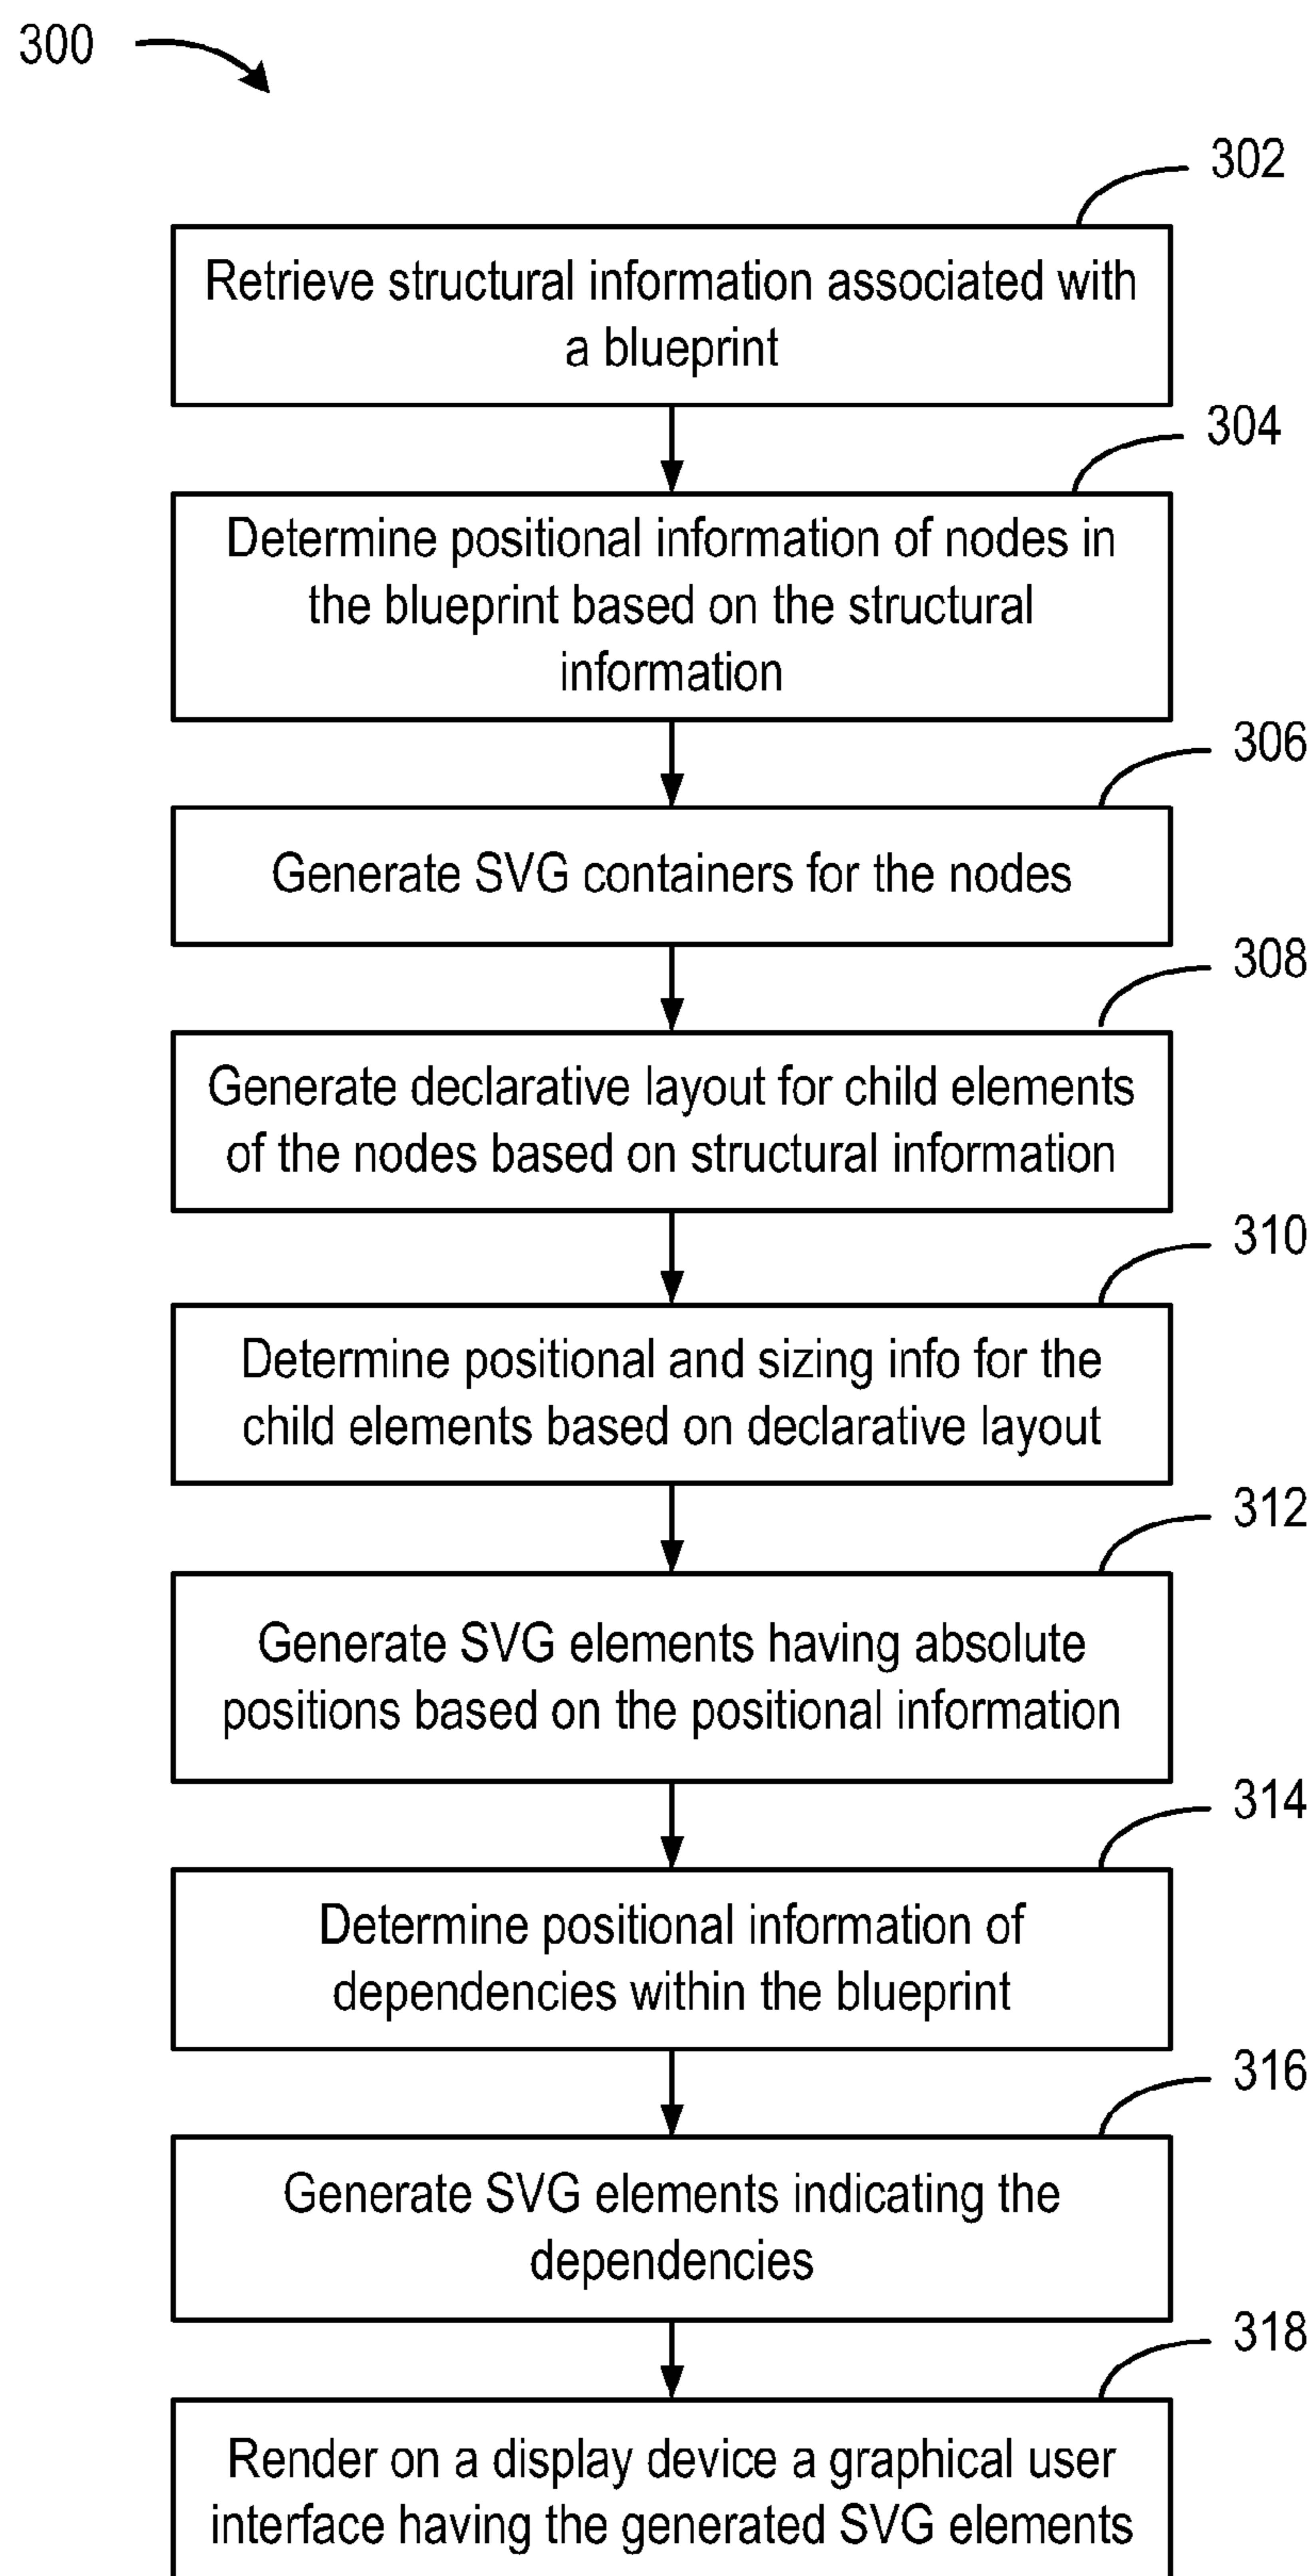 300
302
Retrieve structural information associated with
a blueprint
304
Determine positional information of nodes in
the blueprint based on the structural
information
306
Generate SVG containers for the nodes
308
Generate declarative layout for child elements
of the nodes based on structural information
310
Determine positional and sizing info for the
child elements based on declarative layout
312
Generate SVG elements having absolute
positions based on the positional information
314
Determine positional information of
dependencies within the blueprint
316
Generate SVG elements indicating the
dependencies
318
Render on a display device a graphical user
interface having the generated SVG elements